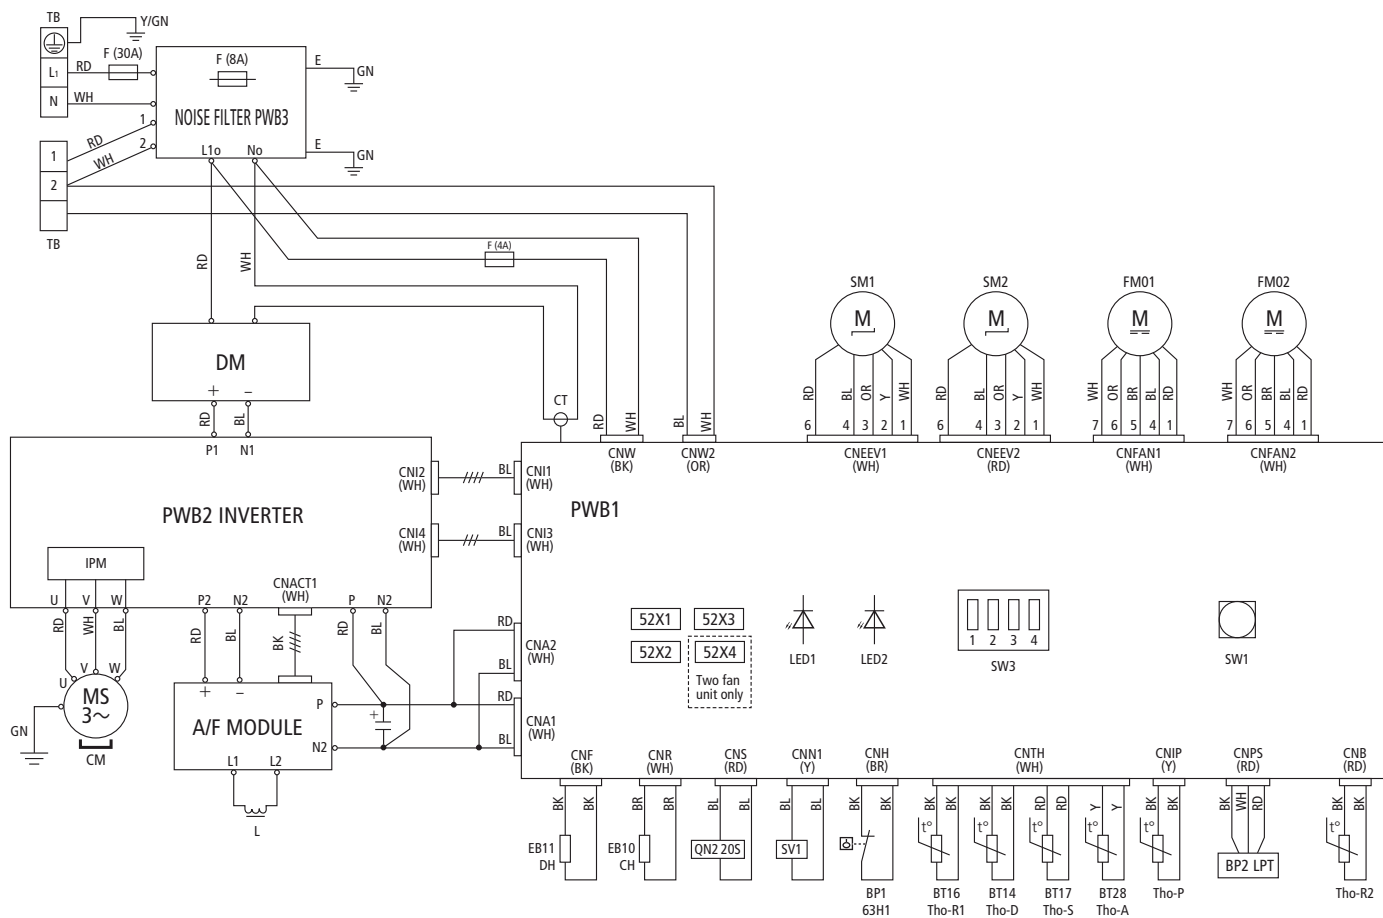 TB
Y/GN
F (30A)
L1
RD
N
WH
F (8A)
NOISE FILTER PWB3
E
GN
E
GN
1
2
RD
WH
1
2
TB
L1o
No
RD
WH
F (4A)
DM
+
−
RD
BL
P1
N1
CT
RD
WH
BL
WH
CNW
(BK)
CNW2
(OR)
SM1
M
RD
BL
OR
Y
WH
6
4
3
2
1
CNEEV1
(WH)
SM2
M
RD
BL
OR
Y
WH
6
4
3
2
1
CNEEV2
(RD)
FM01
M
WH
OR
BR
BL
RD
7
6
5
4
1
CNFAN1
(WH)
FM02
M
WH
OR
BR
BL
RD
7
6
5
4
1
CNFAN2
(WH)
PWB2 INVERTER
CNI2
(WH)
BL
CNI1
(WH)
CNI4
(WH)
BL
CNI3
(WH)
PWB1
IPM
U
V
W
RD
WH
BL
U
V
W
MS
3~
GN
CM
P2
N2
CNACT1
(WH)
P
N2
RD
BL
BK
RD
BL
+
−
A/F MODULE
P
N2
+
L1
L2
L
RD
BL
CNA2
(WH)
RD
BL
CNA1
(WH)
52X1
52X3
52X2
52X4
Two fan
unit only
LED1
LED2
1
2
3
4
SW3
SW1
CNF
(BK)
CNR
(WH)
CNS
(RD)
CNN1
(Y)
CNH
(BR)
CNTH
(WH)
CNIP
(Y)
CNPS
(RD)
CNB
(RD)
BK
BK
BR
BR
BL
BL
BL
BL
BK
BK
BK
BK
BK
BK
RD
RD
Y
Y
BK
BK
BK
WH
RD
BK
BK
EB11
DH
EB10
CH
QN2 20S
SV1
BP1
63H1
t°
BT16
Tho-R1
t°
BT14
Tho-D
t°
BT17
Tho-S
t°
BT28
Tho-A
t°
Tho-P
BP2 LPT
t°
Tho-R2